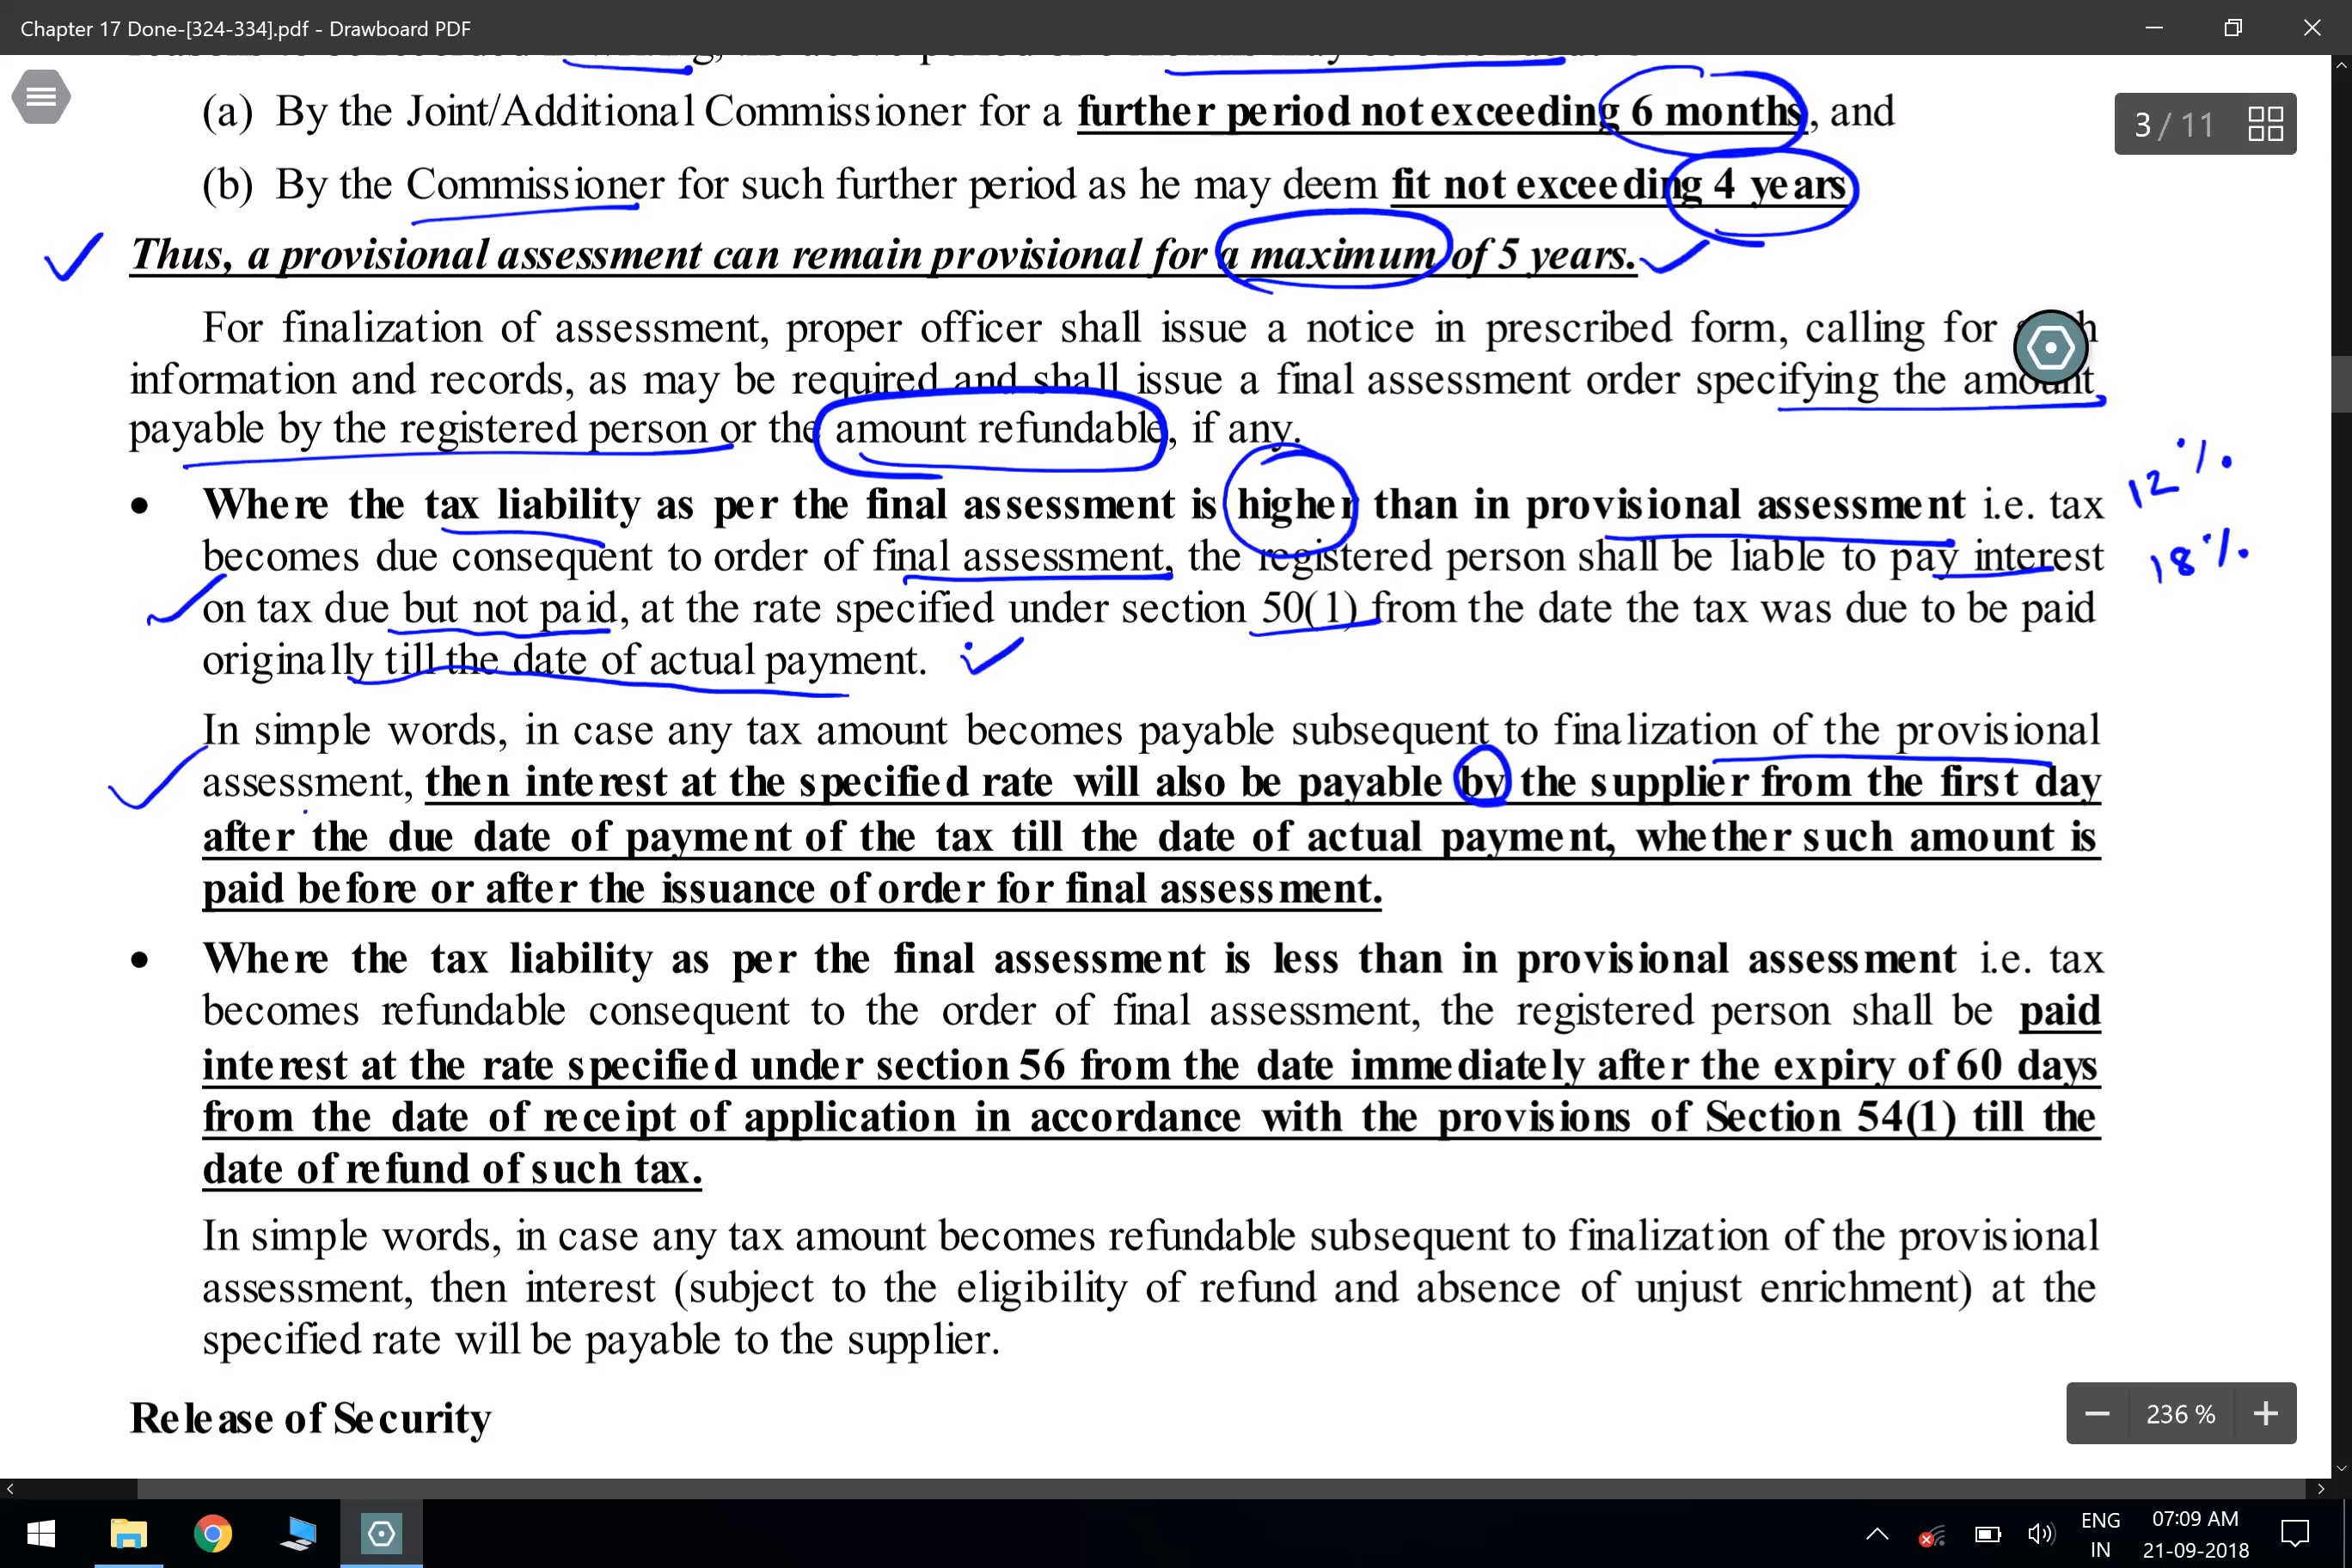 Chapter 17 Done-[324-334].pdf - Drawboard PDF
(a) By the Joint/Additional Commissioner for a further period not exceeding 6 months, and
3 / 11
(b) By the Commissioner for such further period as he may deem fit not exceeding 4 years
Thus, a provisional assessment can remain provisional for a maximum of 5 years.
For finalization of assessment, proper officer shall issue a notice in prescribed form, calling for
information and records, as may be required and shall issue a final assessment order specifying the amount
payable by the registered person or the amount refundable, if any.
12%
• Where the tax liability as per the final assessment is higher than in provisional assessment i.e. tax
becomes due consequent to order of final assessment, the registered person shall be liable to pay interest
18%
on tax due but not paid, at the rate specified under section 50(1) from the date the tax was due to be paid
originally till the date of actual payment.
In simple words, in case any tax amount becomes payable subsequent to finalization of the provisional
assessment, then interest at the specified rate will also be payable by the supplier from the first day
after the due date of payment of the tax till the date of actual payment, whether such amount is
paid before or after the issuance of order for final assessment.
• Where the tax liability as per the final assessment is less than in provisional assessment i.e. tax
becomes refundable consequent to the order of final assessment, the registered person shall be paid
interest at the rate specified under section 56 from the date immediately after the expiry of 60 days
from the date of receipt of application in accordance with the provisions of Section 54(1) till the
date of refund of such tax.
In simple words, in case any tax amount becomes refundable subsequent to finalization of the provisional
assessment, then interest (subject to the eligibility of refund and absence of unjust enrichment) at the
specified rate will be payable to the supplier.
Release of Security
236 %
ENG
IN
07:09 AM
21-09-2018